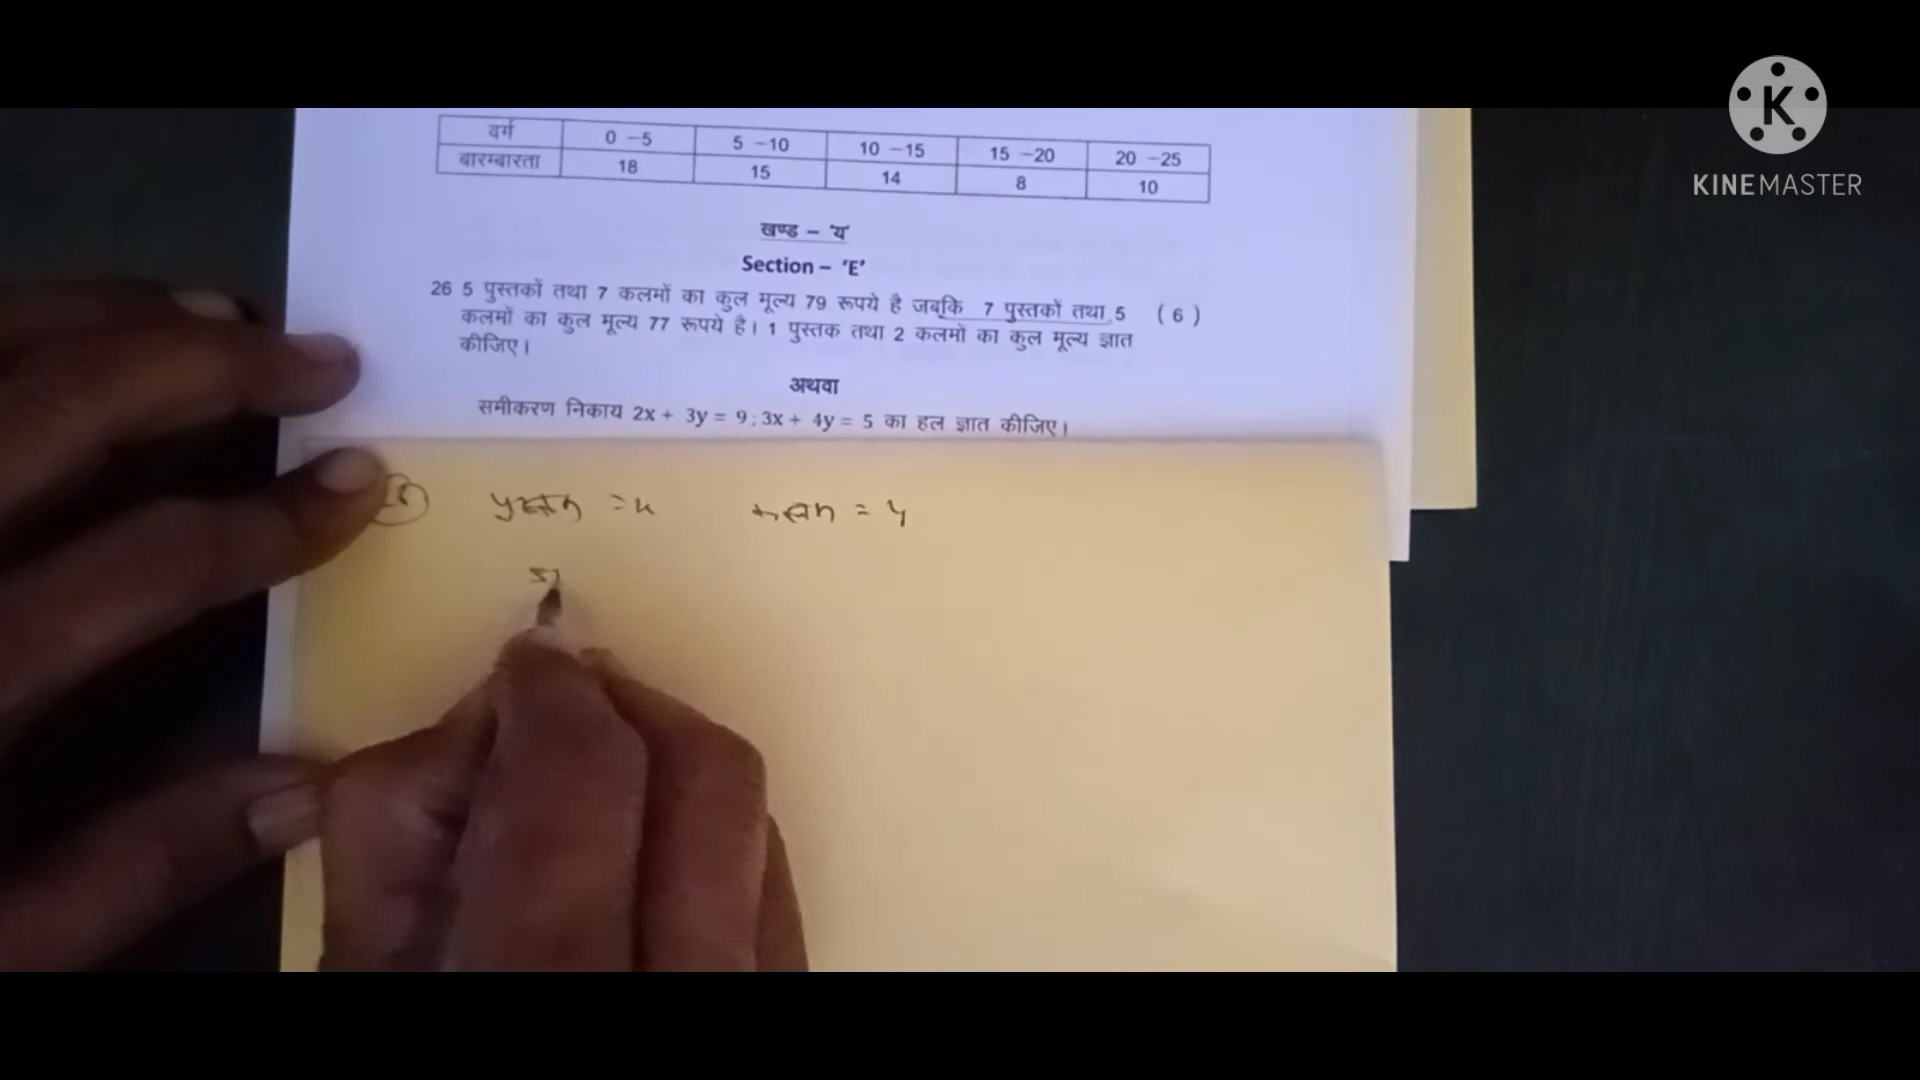 KINEMASTER
वर्ग 0 -5 5 -10 10 -15 15 -20 20 -25
बारम्बारता 18 15 14 8 10
खण्ड – 'य'
Section – 'E'
26 5 पुस्तकों तथा 7 कलमों का कुल मूल्य 79 रूपये है जबकि 7 पुस्तकों तथा 5 ( 6 )
कलमों का कुल मूल्य 77 रूपये है। 1 पुस्तक तथा 2 कलमों का कुल मूल्य ज्ञात
कीजिए।
अथवा
समीकरण निकाय 2x + 3y = 9 ; 3x + 4y = 5 का हल ज्ञात कीजिए।
= x = y